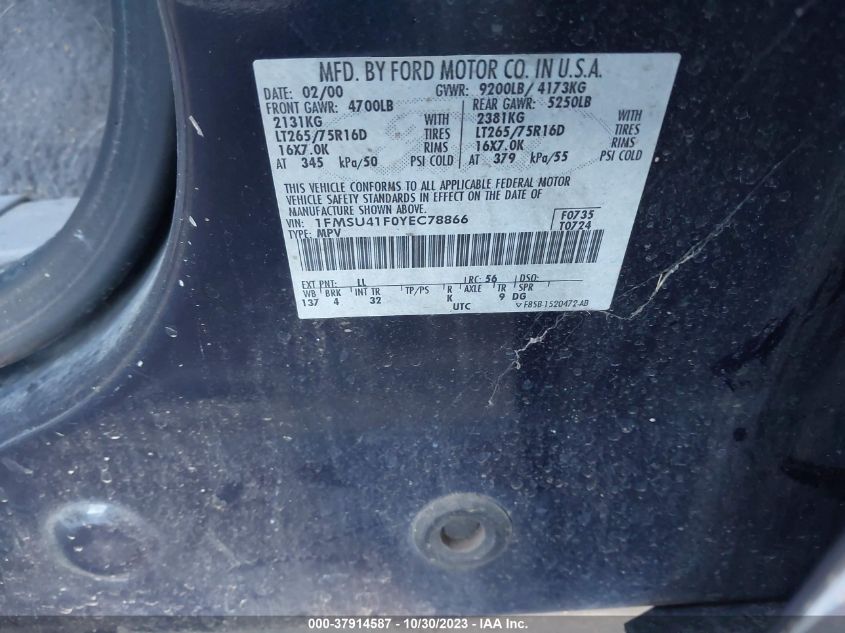 MFD. BY FORD MOTOR CO. IN U.S.A.
DATE: 02/00 GVWR: 9200LB/ 4173KG
FRONT GAWR: 4700LB REAR GAWR: 5250LB
2131KG WITH 2381KG WITH
LT265/75R16D TIRES LT265/75R16D TIRES
16X7.0K RIMS 16X7.0K RIMS
AT 345 kPa/50 PSI COLD AT 379 kPa/55 PSI COLD
THIS VEHICLE CONFORMS TO ALL APPLICABLE FEDERAL MOTOR
VEHICLE SAFETY STANDARDS IN EFFECT ON THE DATE OF
MANUFACTURE SHOWN ABOVE.
VIN: 1FMSU41F0YEC78866 F0735
TYPE: MPV T0724
EXT PNT: LL RC: 56 DSO:
WB BRK INT TR TP/PS R AXLE TR SPR
137 4 32 K 9 DG
UTC ▽ F85B-1520472-AB
000-37914587 - 10/30/2023 - IAA Inc.